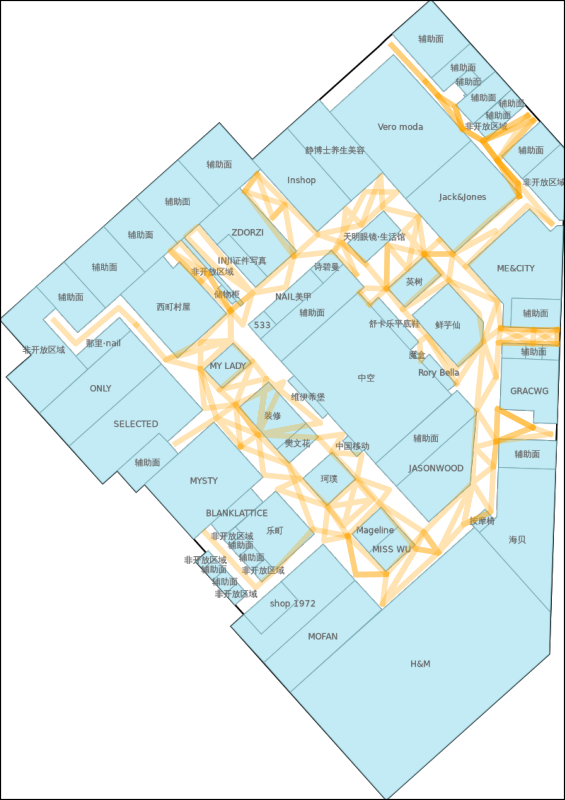 辅助面
辅助面
辅助面
辅助面
辅助面
辅助面
非开放区域
Vero moda
静博士养生美容
辅助面
辅助面
Inshop
非开放区域
辅助面
Jack&Jones
ZDORZI
辅助面
天明眼镜·生活馆
INJI证件写真
辅助面
诗碧曼
ME&CITY
非开放区域
英树
储物柜
辅助面
NAIL美甲
西町村屋
辅助面
辅助面
533
舒卡乐平底鞋
鲜芋仙
那里·nail
非开放区域
魔盒
辅助面
MY LADY
Rory Bella
中空
ONLY
GRACWG
维伊蒂堡
装修
SELECTED
樊文花
中国移动
辅助面
辅助面
辅助面
JASONWOOD
MYSTY
珂璞
BLANKLATTICE
按摩椅
乐町
Mageline
非开放区域
海贝
辅助面
MISS WU
辅助面
非开放区域
辅助面
非开放区域
辅助面
非开放区域
shop 1972
MOFAN
H&M